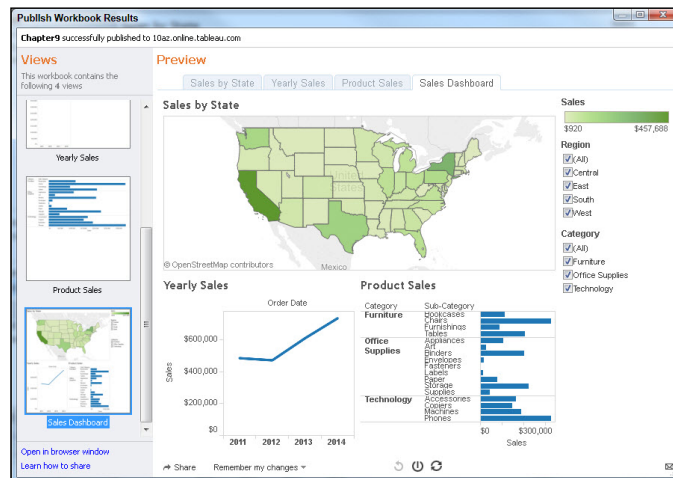 Publish Workbook Results
Chapter9 successfully published to 10az.online.tableau.com
Views
This workbook contains the
following 4 views
Yearly Sales
Product Sales
Sales Dashboard
Open in browser window
Learn how to share
Preview
Sales by State
Yearly Sales
Product Sales
Sales Dashboard
Sales by State
United
States
Mexico
© OpenStreetMap contributors
Sales
$920 $457,688
Region
(All)
Central
East
South
West
Category
(All)
Furniture
Office Supplies
Technology
Yearly Sales
Order Date
Sales
$600,000
$400,000
$200,000
$0
2011 2012 2013 2014
Product Sales
Category Sub-Category
Furniture Bookcases
Chairs
Furnishings
Tables
Office Appliances
Supplies Art
Binders
Envelopes
Fasteners
Labels
Paper
Storage
Supplies
Technology Accessories
Copiers
Machines
Phones
$0 $300,000
Sales
Share Remember my changes